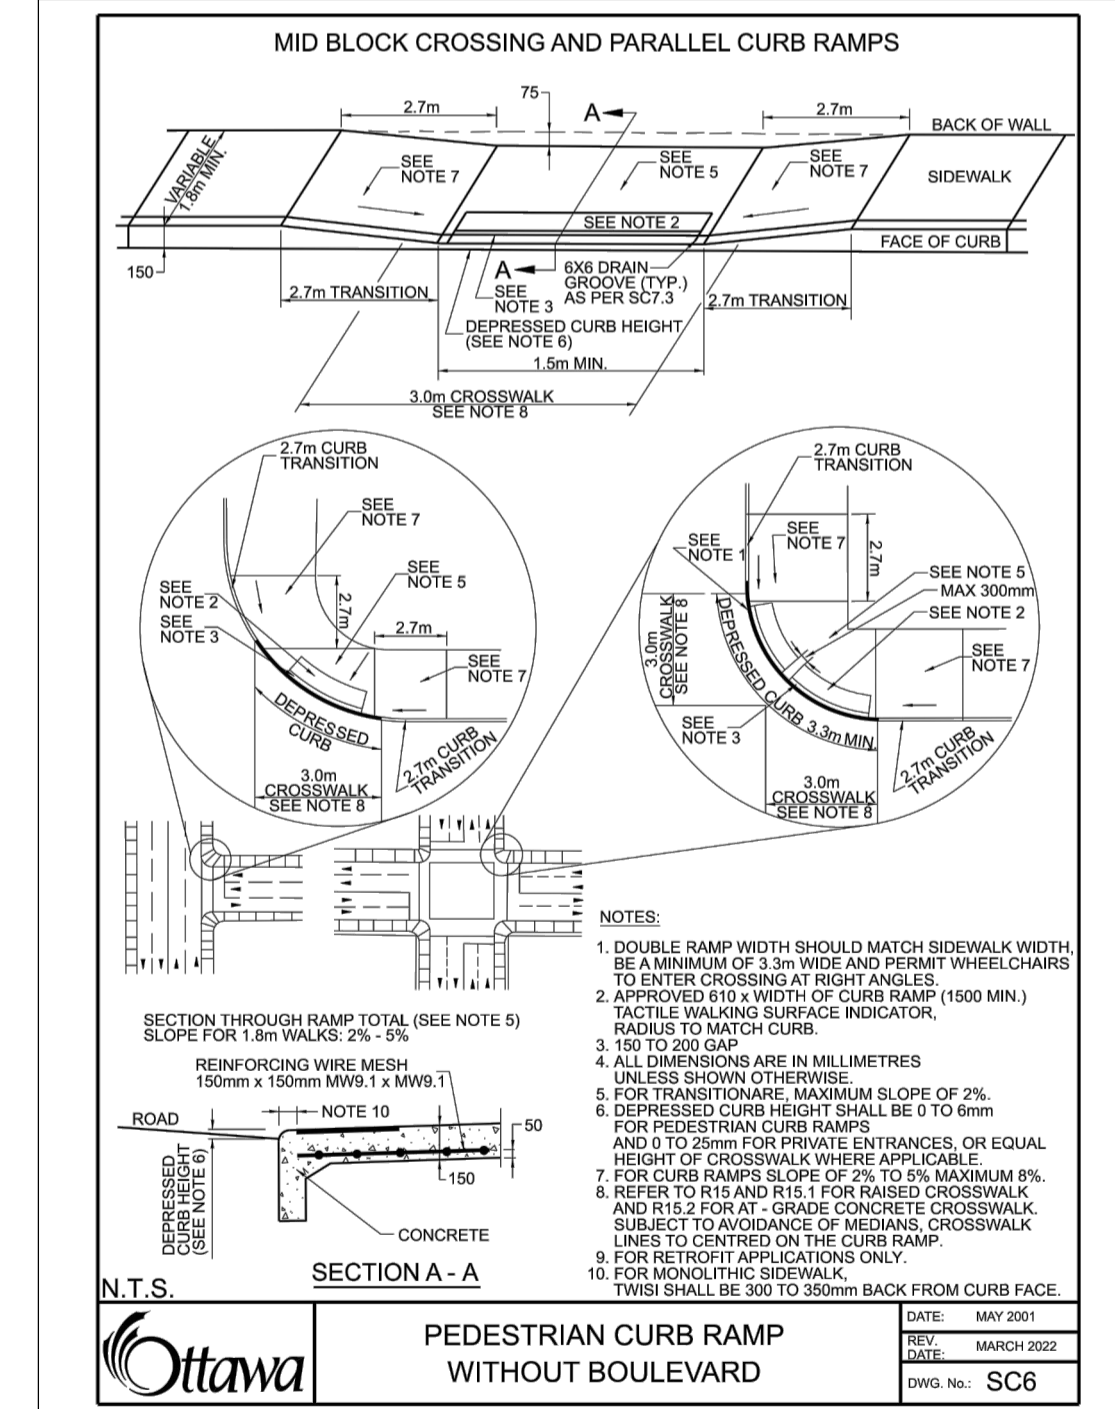 MID BLOCK CROSSING AND PARALLEL CURB RAMPS
2.7m
75
A
2.7m
BACK OF WALL
VARIABLE
1.8m MIN.
SEE
NOTE 7
SEE
NOTE 5
SEE
NOTE 7
SIDEWALK
SEE NOTE 2
FACE OF CURB
150
A
6X6 DRAIN
GROOVE (TYP.)
AS PER SC7.3
SEE
NOTE 3
2.7m TRANSITION
2.7m TRANSITION
DEPRESSED CURB HEIGHT
(SEE NOTE 6)
1.5m MIN.
3.0m CROSSWALK
SEE NOTE 8
2.7m CURB
TRANSITION
SEE
NOTE 7
SEE
NOTE 5
SEE
NOTE 2
SEE
NOTE 3
2.7m
2.7m
SEE
NOTE 7
DEPRESSED
CURB
2.7m CURB
TRANSITION
3.0m
CROSSWALK
SEE NOTE 8
2.7m CURB
TRANSITION
SEE
NOTE 7
SEE
NOTE 1
2.7m
SEE NOTE 5
MAX 300mm
SEE NOTE 2
3.0m
CROSSWALK
SEE NOTE 8
DEPRESSED CURB 3.3m MIN.
SEE
NOTE 7
SEE
NOTE 3
2.7m CURB
TRANSITION
3.0m
CROSSWALK
SEE NOTE 8
NOTES:
1. DOUBLE RAMP WIDTH SHOULD MATCH SIDEWALK WIDTH,
BE A MINIMUM OF 3.3m WIDE AND PERMIT WHEELCHAIRS
TO ENTER CROSSING AT RIGHT ANGLES.
2. APPROVED 610 x WIDTH OF CURB RAMP (1500 MIN.)
TACTILE WALKING SURFACE INDICATOR,
RADIUS TO MATCH CURB.
3. 150 TO 200 GAP
4. ALL DIMENSIONS ARE IN MILLIMETRES
UNLESS SHOWN OTHERWISE.
5. FOR TRANSITIONARE, MAXIMUM SLOPE OF 2%.
6. DEPRESSED CURB HEIGHT SHALL BE 0 TO 6mm
FOR PEDESTRIAN CURB RAMPS
AND 0 TO 25mm FOR PRIVATE ENTRANCES, OR EQUAL
HEIGHT OF CROSSWALK WHERE APPLICABLE.
7. FOR CURB RAMPS SLOPE OF 2% TO 5% MAXIMUM 8%.
8. REFER TO R15 AND R15.1 FOR RAISED CROSSWALK
AND R15.2 FOR AT - GRADE CONCRETE CROSSWALK.
SUBJECT TO AVOIDANCE OF MEDIANS, CROSSWALK
LINES TO CENTRED ON THE CURB RAMP.
9. FOR RETROFIT APPLICATIONS ONLY.
10. FOR MONOLITHIC SIDEWALK,
TWISI SHALL BE 300 TO 350mm BACK FROM CURB FACE.
SECTION THROUGH RAMP TOTAL (SEE NOTE 5)
SLOPE FOR 1.8m WALKS: 2% - 5%
REINFORCING WIRE MESH
150mm x 150mm MW9.1 x MW9.1
ROAD
NOTE 10
50
DEPRESSED
CURB HEIGHT
(SEE NOTE 6)
150
CONCRETE
SECTION A - A
N.T.S.
Ottawa
PEDESTRIAN CURB RAMP
WITHOUT BOULEVARD
DATE: MAY 2001
REV.
DATE: MARCH 2022
DWG. No.: SC6